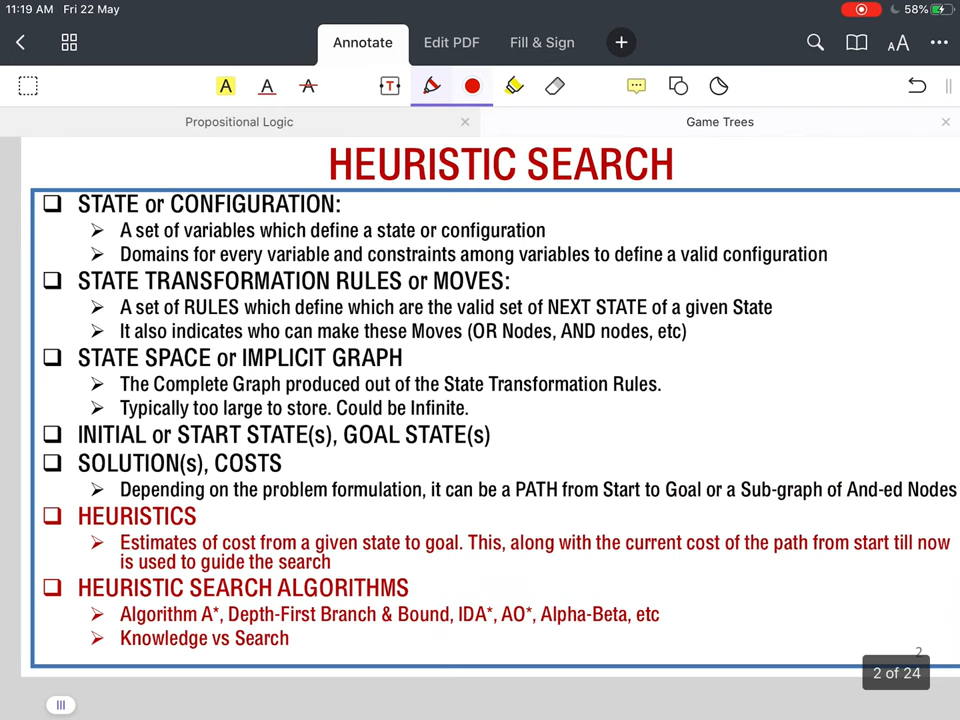 11:19 AM Fri 22 May
58%
Annotate
Edit PDF
Fill & Sign
+
AA
A A A T
Propositional Logic
Game Trees
HEURISTIC SEARCH
STATE or CONFIGURATION:
A set of variables which define a state or configuration
Domains for every variable and constraints among variables to define a valid configuration
STATE TRANSFORMATION RULES or MOVES:
A set of RULES which define which are the valid set of NEXT STATE of a given State
It also indicates who can make these Moves (OR Nodes, AND nodes, etc)
STATE SPACE or IMPLICIT GRAPH
The Complete Graph produced out of the State Transformation Rules.
Typically too large to store. Could be Infinite.
INITIAL or START STATE(s), GOAL STATE(s)
SOLUTION(s), COSTS
Depending on the problem formulation, it can be a PATH from Start to Goal or a Sub-graph of And-ed Nodes
HEURISTICS
Estimates of cost from a given state to goal. This, along with the current cost of the path from start till now
is used to guide the search
HEURISTIC SEARCH ALGORITHMS
Algorithm A*, Depth-First Branch & Bound, IDA*, AO*, Alpha-Beta, etc
Knowledge vs Search
2
2 of 24